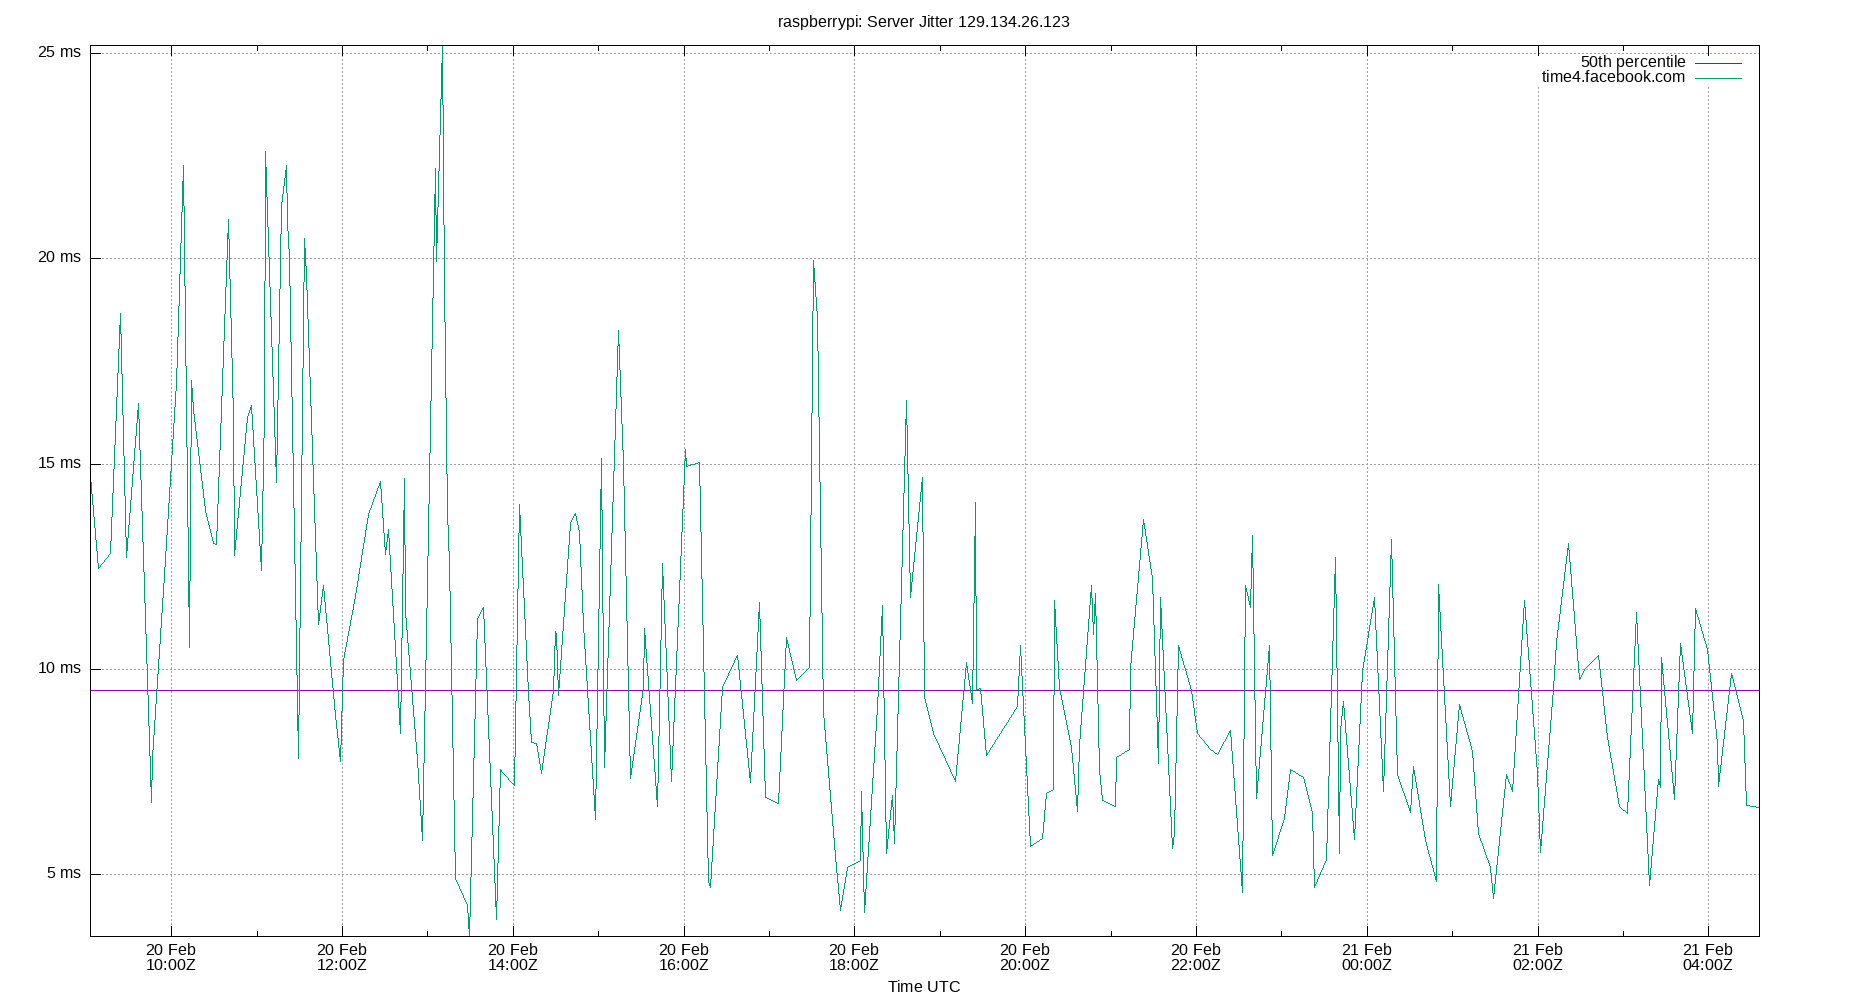 raspberrypi: Server Jitter 129.134.26.123
25 ms
20 ms
15 ms
10 ms
5 ms
50th percentile
time4.facebook.com
20 Feb
10:00Z
20 Feb
12:00Z
20 Feb
14:00Z
20 Feb
16:00Z
20 Feb
18:00Z
20 Feb
20:00Z
20 Feb
22:00Z
21 Feb
00:00Z
21 Feb
02:00Z
21 Feb
04:00Z
Time UTC